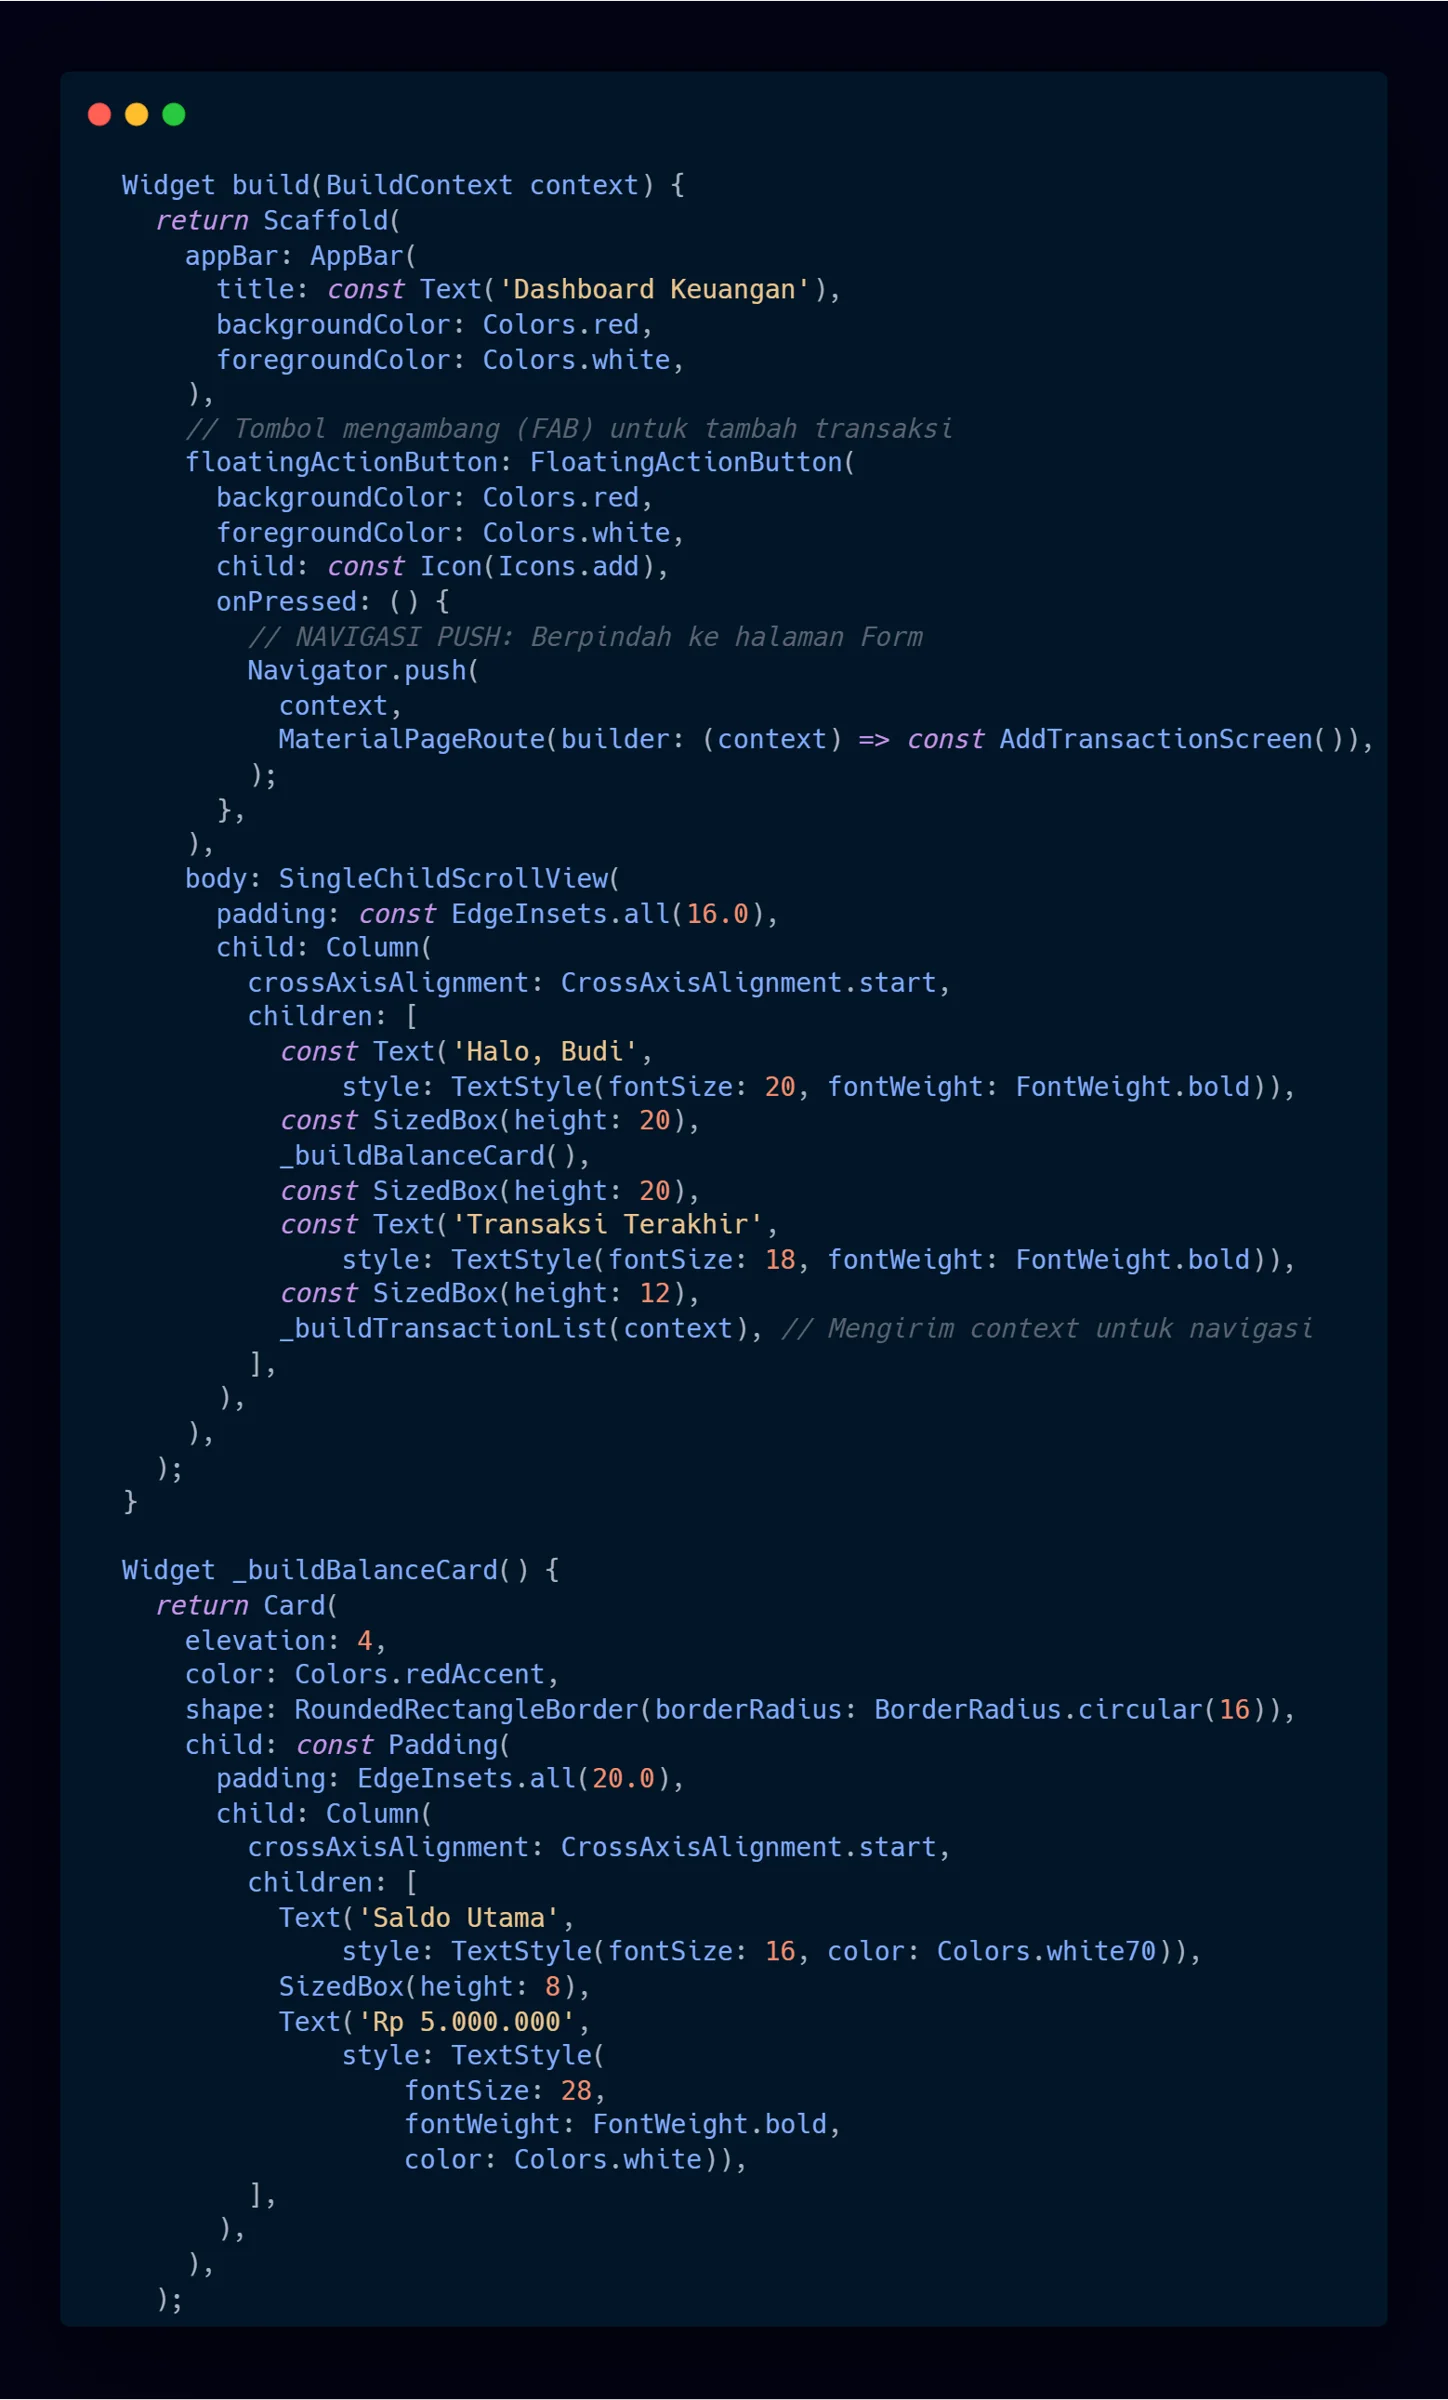 Widget build(BuildContext context) {
  return Scaffold(
    appBar: AppBar(
      title: const Text('Dashboard Keuangan'),
      backgroundColor: Colors.red,
      foregroundColor: Colors.white,
    ),
    // Tombol mengambang (FAB) untuk tambah transaksi
    floatingActionButton: FloatingActionButton(
      backgroundColor: Colors.red,
      foregroundColor: Colors.white,
      child: const Icon(Icons.add),
      onPressed: () {
        // NAVIGASI PUSH: Berpindah ke halaman Form
        Navigator.push(
          context,
          MaterialPageRoute(builder: (context) => const AddTransactionScreen()),
        );
      },
    ),
    body: SingleChildScrollView(
      padding: const EdgeInsets.all(16.0),
      child: Column(
        crossAxisAlignment: CrossAxisAlignment.start,
        children: [
          const Text('Halo, Budi',
              style: TextStyle(fontSize: 20, fontWeight: FontWeight.bold)),
          const SizedBox(height: 20),
          _buildBalanceCard(),
          const SizedBox(height: 20),
          const Text('Transaksi Terakhir',
              style: TextStyle(fontSize: 18, fontWeight: FontWeight.bold)),
          const SizedBox(height: 12),
          _buildTransactionList(context), // Mengirim context untuk navigasi
        ],
      ),
    ),
  );
}

Widget _buildBalanceCard() {
  return Card(
    elevation: 4,
    color: Colors.redAccent,
    shape: RoundedRectangleBorder(borderRadius: BorderRadius.circular(16)),
    child: const Padding(
      padding: EdgeInsets.all(20.0),
      child: Column(
        crossAxisAlignment: CrossAxisAlignment.start,
        children: [
          Text('Saldo Utama',
              style: TextStyle(fontSize: 16, color: Colors.white70)),
          SizedBox(height: 8),
          Text('Rp 5.000.000',
              style: TextStyle(
                  fontSize: 28,
                  fontWeight: FontWeight.bold,
                  color: Colors.white)),
        ],
      ),
    ),
  );